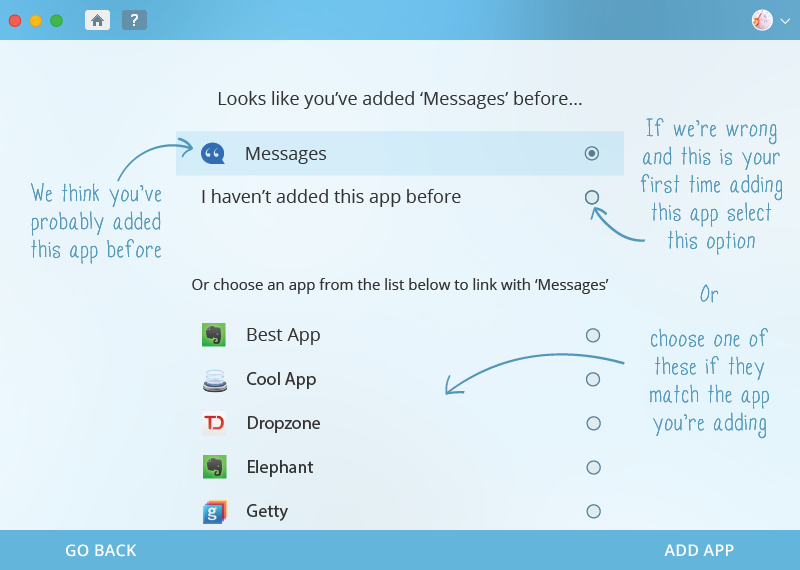 ?
Looks like you’ve added ‘Messages’ before...
Messages
I haven’t added this app before
We think you’ve
probably added
this app before
If we’re wrong
and this is your
first time adding
this app select
this option
Or
choose one of
these if they
match the app
you’re adding
Or choose an app from the list below to link with ‘Messages’
Best App
Cool App
TD
Dropzone
Elephant
g
Getty
GO BACK
ADD APP